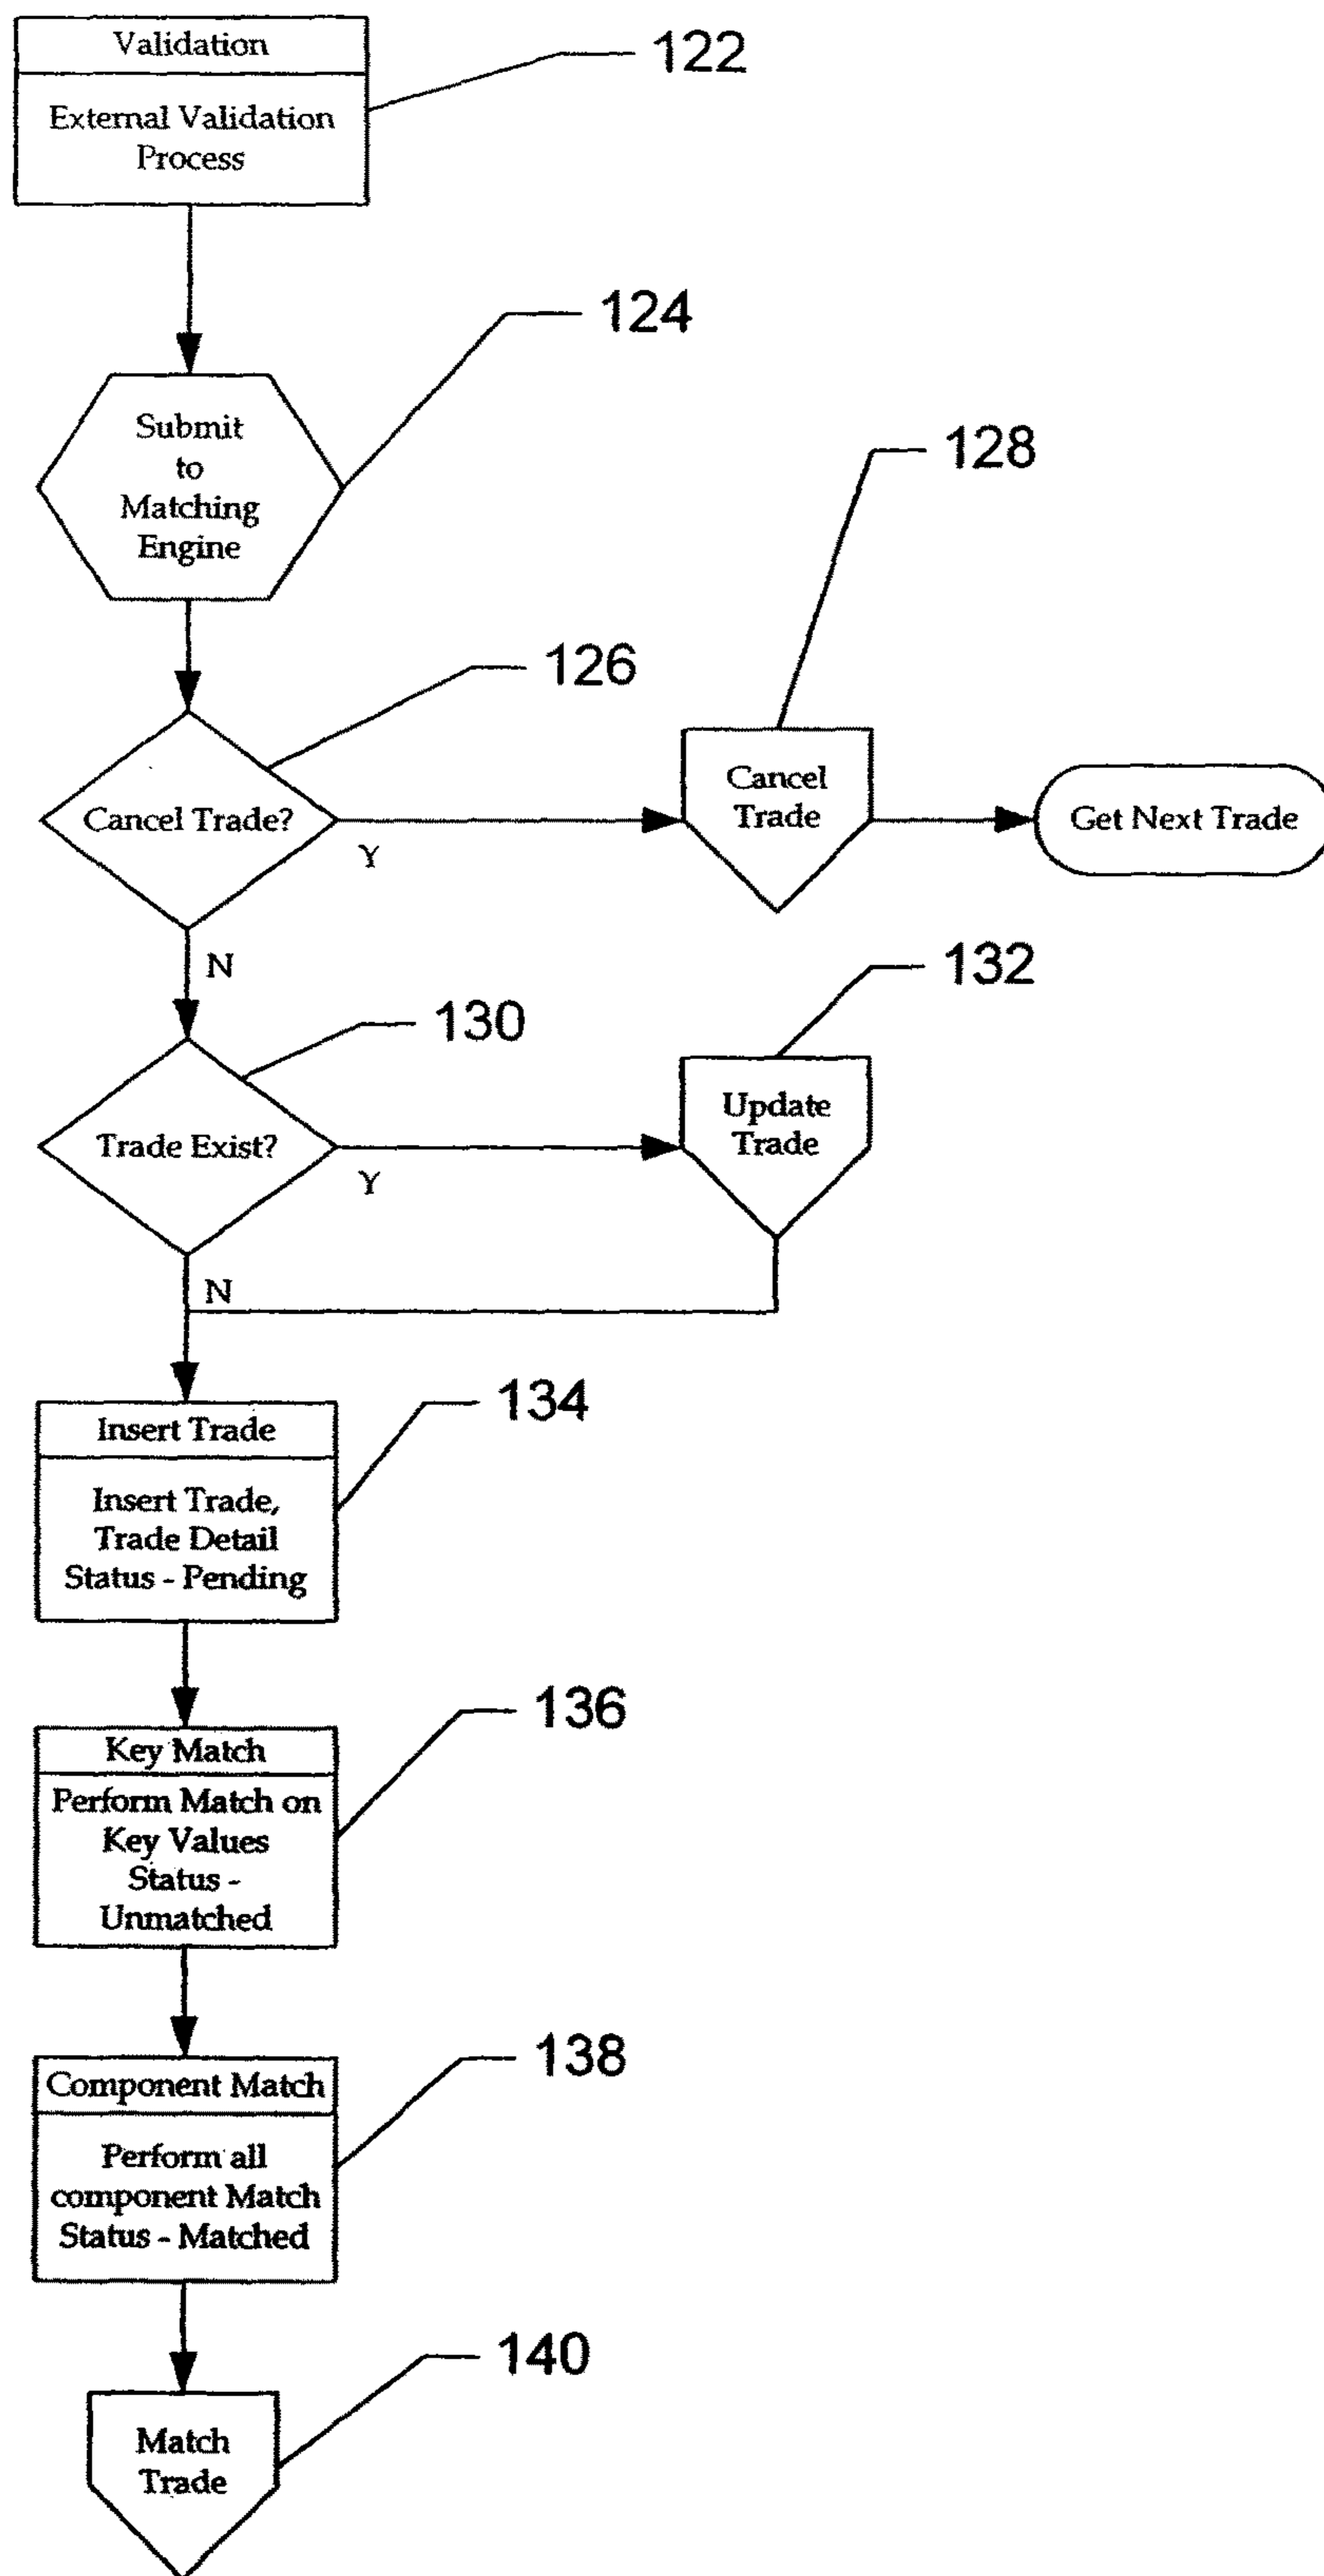 Validation
122
External Validation
Process
124
Submit
to
Matching
Engine
128
126
Cancel
Trade
Cancel Trade?
Y
Get Next Trade
N
132
130
Update
Trade
Trade Exist?
Y
N
134
Insert Trade
Insert Trade,
Trade Detail
Status - Pending
136
Key Match
Perform Match on
Key Values
Status -
Unmatched
138
Component Match
Perform all
component Match
Status - Matched
140
Match
Trade